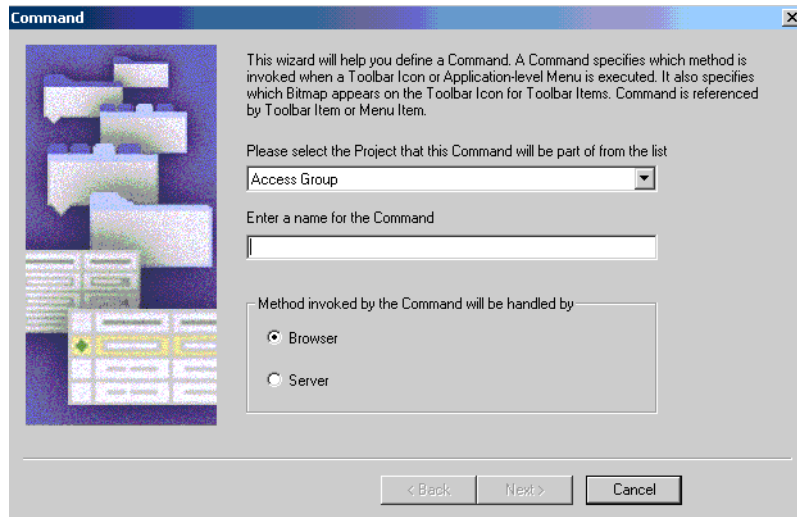 Command
This wizard will help you define a Command. A Command specifies which method is
invoked when a Toolbar Icon or Application-level Menu is executed. It also specifies
which Bitmap appears on the Toolbar Icon for Toolbar Items. Command is referenced
by Toolbar Item or Menu Item.
Please select the Project that this Command will be part of from the list
Access Group
Enter a name for the Command
Method invoked by the Command will be handled by
Browser
Server
< Back
Next >
Cancel